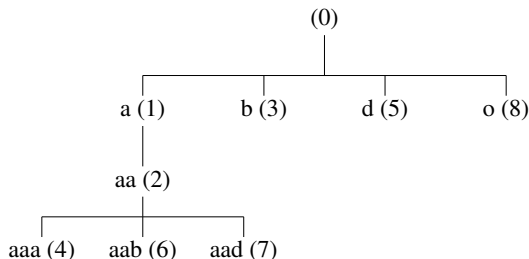 (0)
a (1) b (3) d (5) o (8)
aa (2)
aaa (4) aab (6) aad (7)